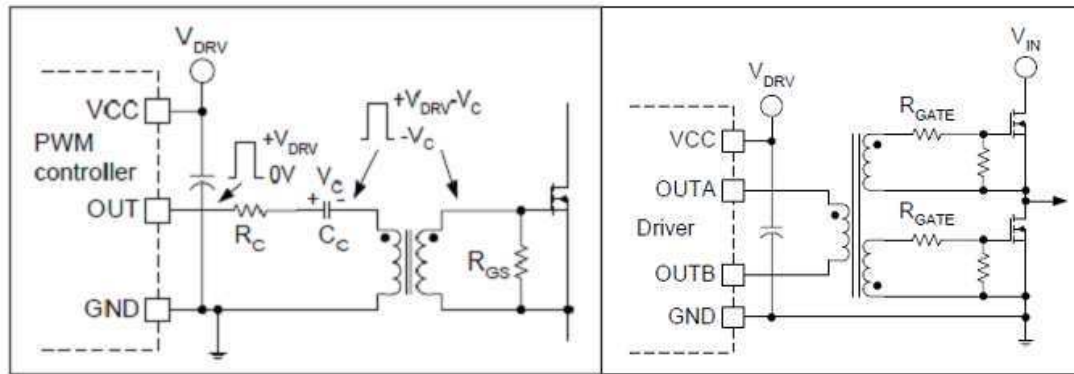 V_DRV
VCC
PWM
controller
+V_DRV
0V
+V_DRV-V_C
-V_C
V_C
+ -
OUT
R_C
C_C
R_GS
GND
V_IN
V_DRV
R_GATE
VCC
OUTA
R_GATE
Driver
OUTB
GND